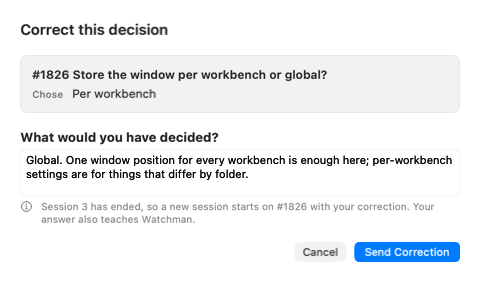 Correct this decision
#1826 Store the window per workbench or global?
Chose Per workbench
What would you have decided?
Global. One window position for every workbench is enough here; per-workbench
settings are for things that differ by folder.
Session 3 has ended, so a new session starts on #1826 with your correction. Your
answer also teaches Watchman.
Cancel Send Correction